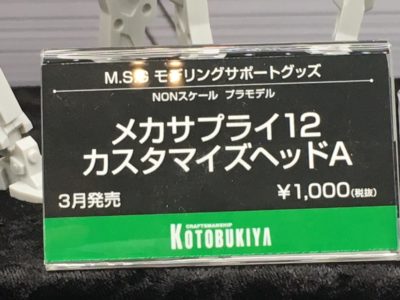 M.S.G モデリングサポートグッズ
NONスケール プラモデル
メカサプライ12
カスタマイズヘッドA
3月発売 ¥1,000(税抜)
CRAFTSMANSHIP
KOTOBUKIYA